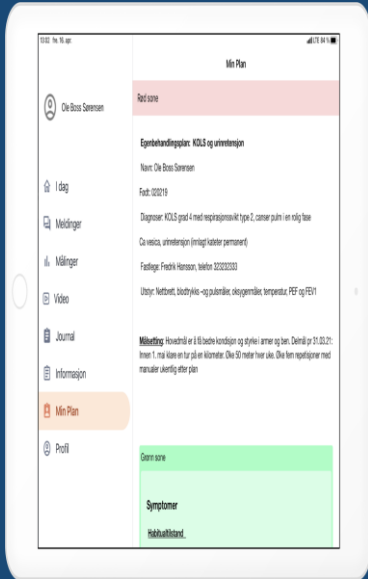 13:02 fre. 16. apr.
LTE 84 %
Min Plan
Ole Boss Sørensen
I dag
Meldinger
Målinger
Video
Journal
Informasjon
Min Plan
Profil
Rød sone
Egenbehandlingsplan: KOLS og urinretensjon
Navn: Ole Boss Sørensen
Født: 020219
Diagnoser: KOLS grad 4 med respirasjonssvikt type 2, canser pulm i en rolig fase
Ca vesica, urinretensjon (innlagt kateter permanent)
Fastlege: Fredrik Hansson, telefon 323232333
Utstyr: Nettbrett, blodtrykks –og pulsmåler, oksygenmåler, temperatur, PEF og FEV1
Målsetting: Hovedmål er å få bedre kondisjon og styrke i armer og ben. Delmål pr 31.03.21:
Innen 1. mai klare en tur på en kilometer. Øke 50 meter hver uke. Øke fem repetisjoner med
manualer ukentlig etter plan
Grønn sone
Symptomer
Habitualtilstand